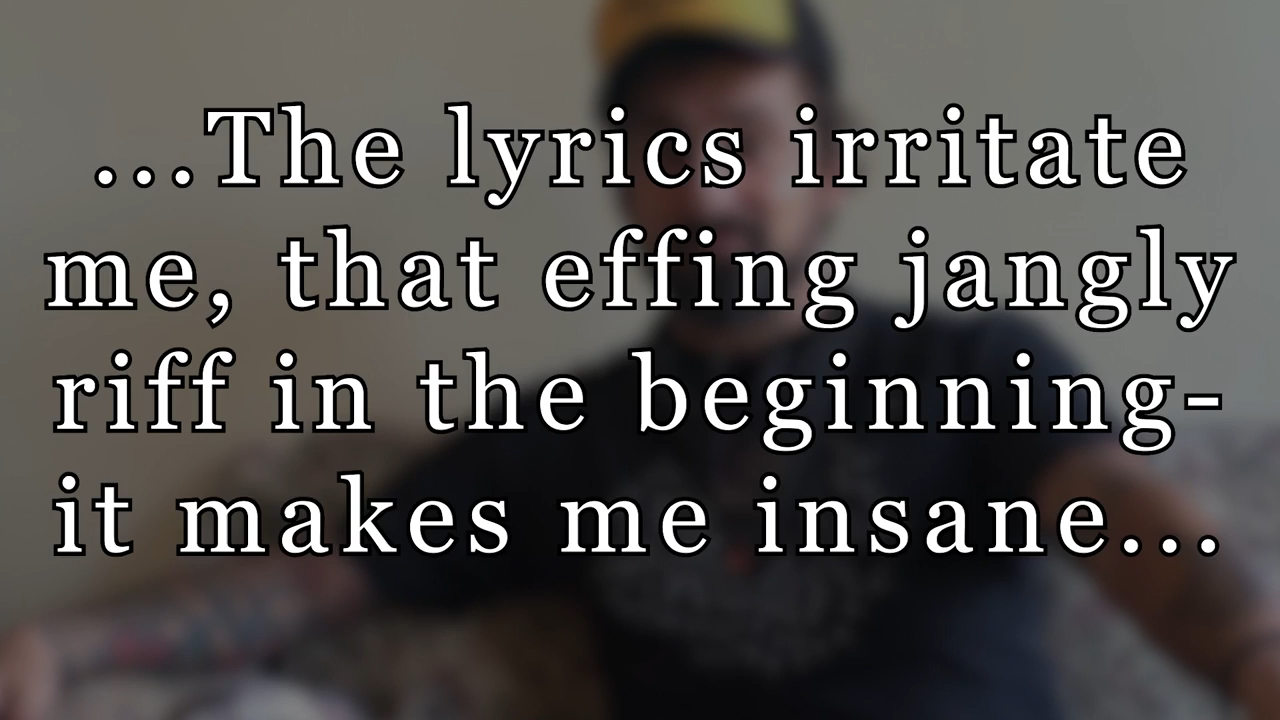 ...The lyrics irritate
me, that effing jangly
riff in the beginning-
it makes me insane...